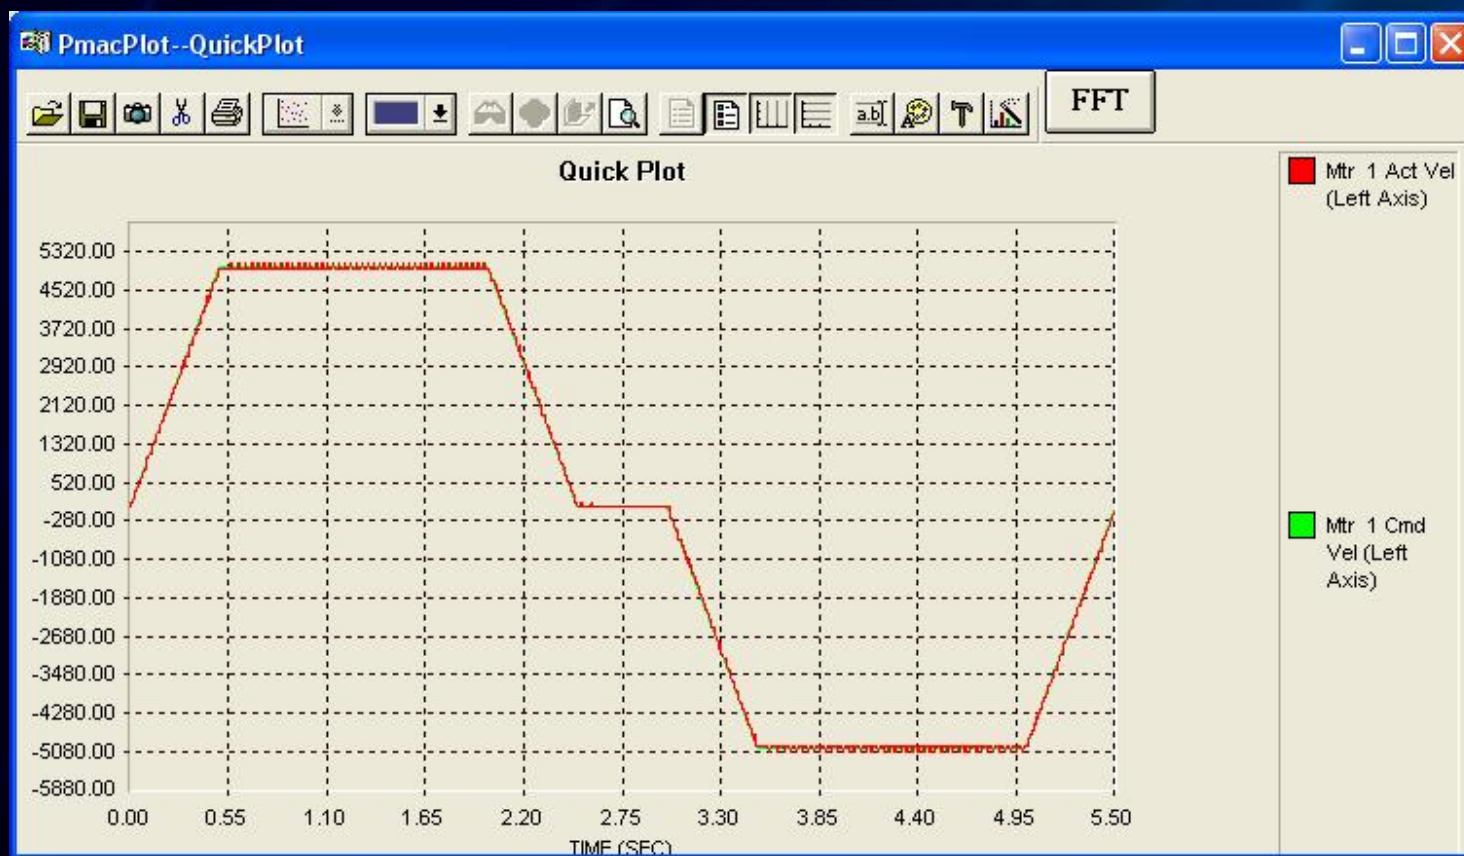 PmacPlot--QuickPlot
a.b
A
FFT
Quick Plot
Mtr 1 Act Vel
(Left Axis)
5320.00
4520.00
3720.00
2920.00
2120.00
1320.00
520.00
-280.00
-1080.00
-1880.00
-2680.00
-3480.00
-4280.00
-5080.00
-5880.00
Mtr 1 Cmd
Vel (Left
Axis)
0.00 0.55 1.10 1.65 2.20 2.75 3.30 3.85 4.40 4.95 5.50
TIME (SEC)